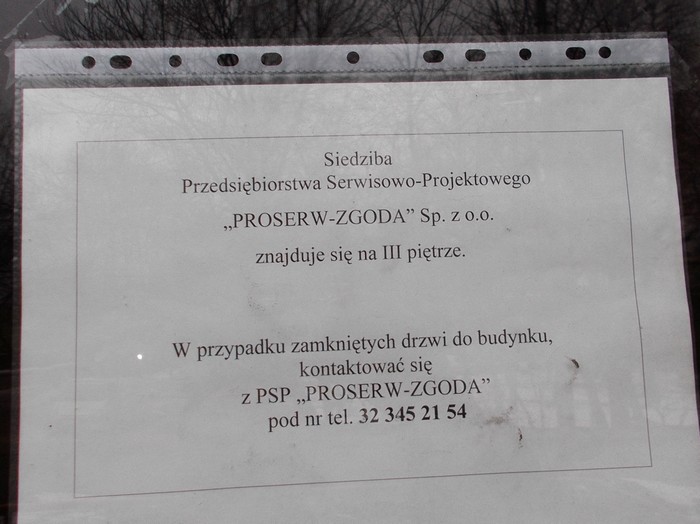 Siedziba
Przedsiębiorstwa Serwisowo-Projektowego
„PROSERW-ZGODA” Sp. z o.o.
znajduje się na III piętrze.
W przypadku zamkniętych drzwi do budynku,
kontaktować się
z PSP „PROSERW-ZGODA”
pod nr tel. 32 345 21 54